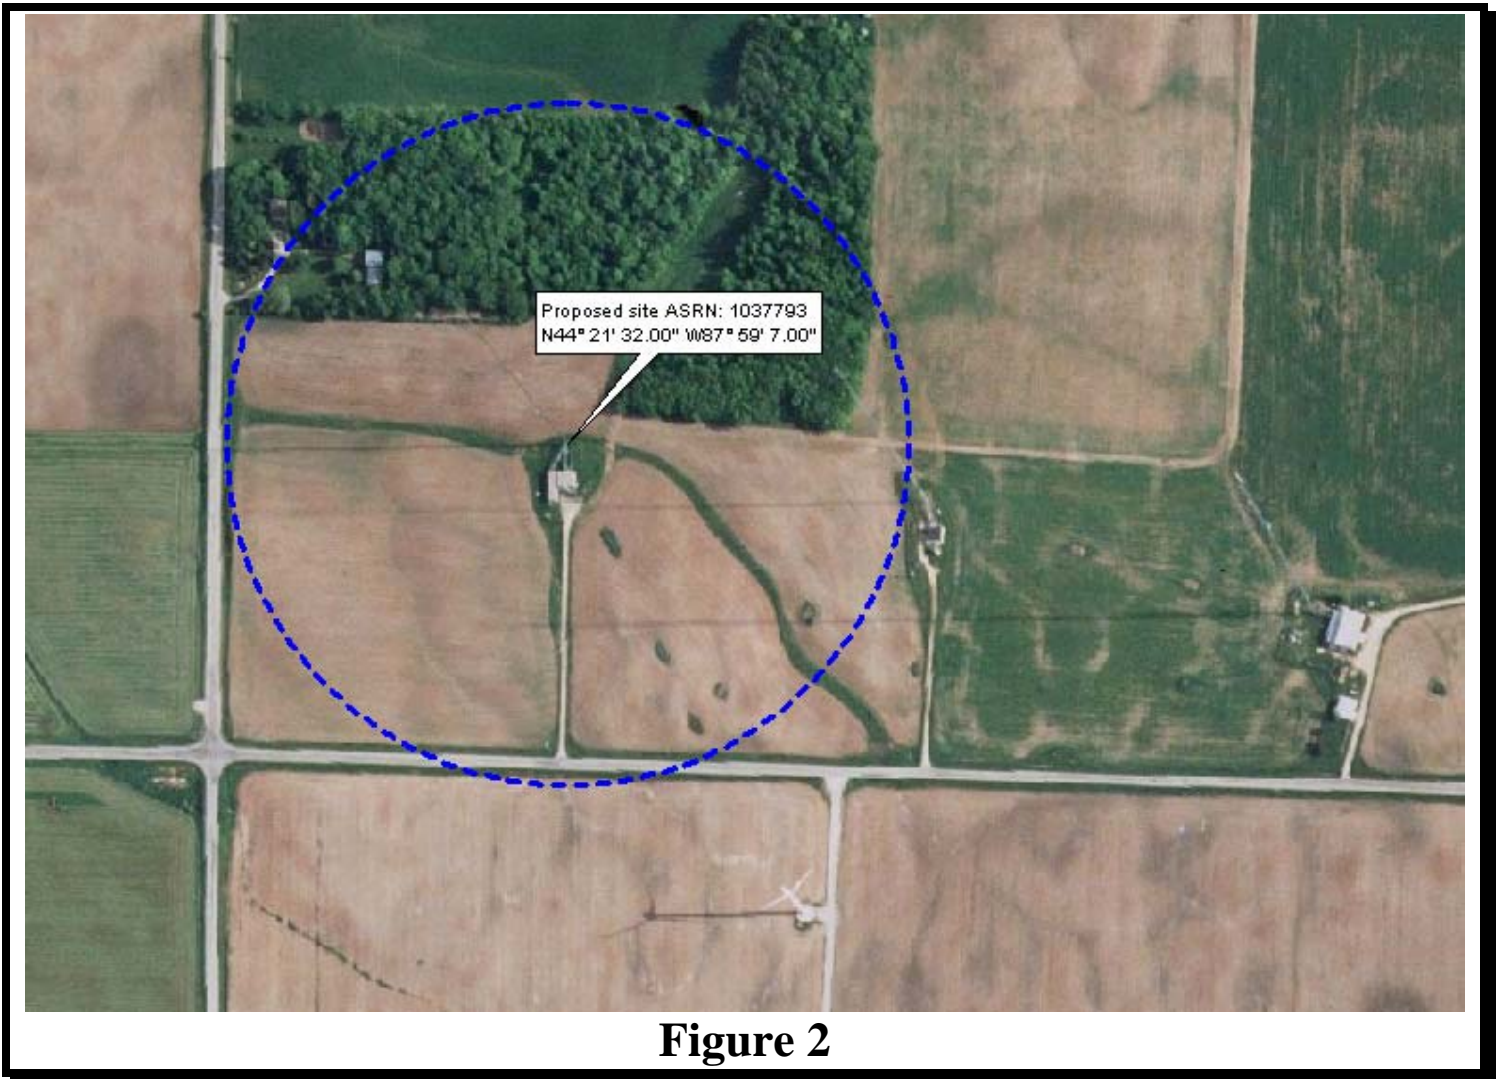 Proposed site ASRN: 1037793
N44° 21' 32.00" W87° 59' 7.00"
Figure 2